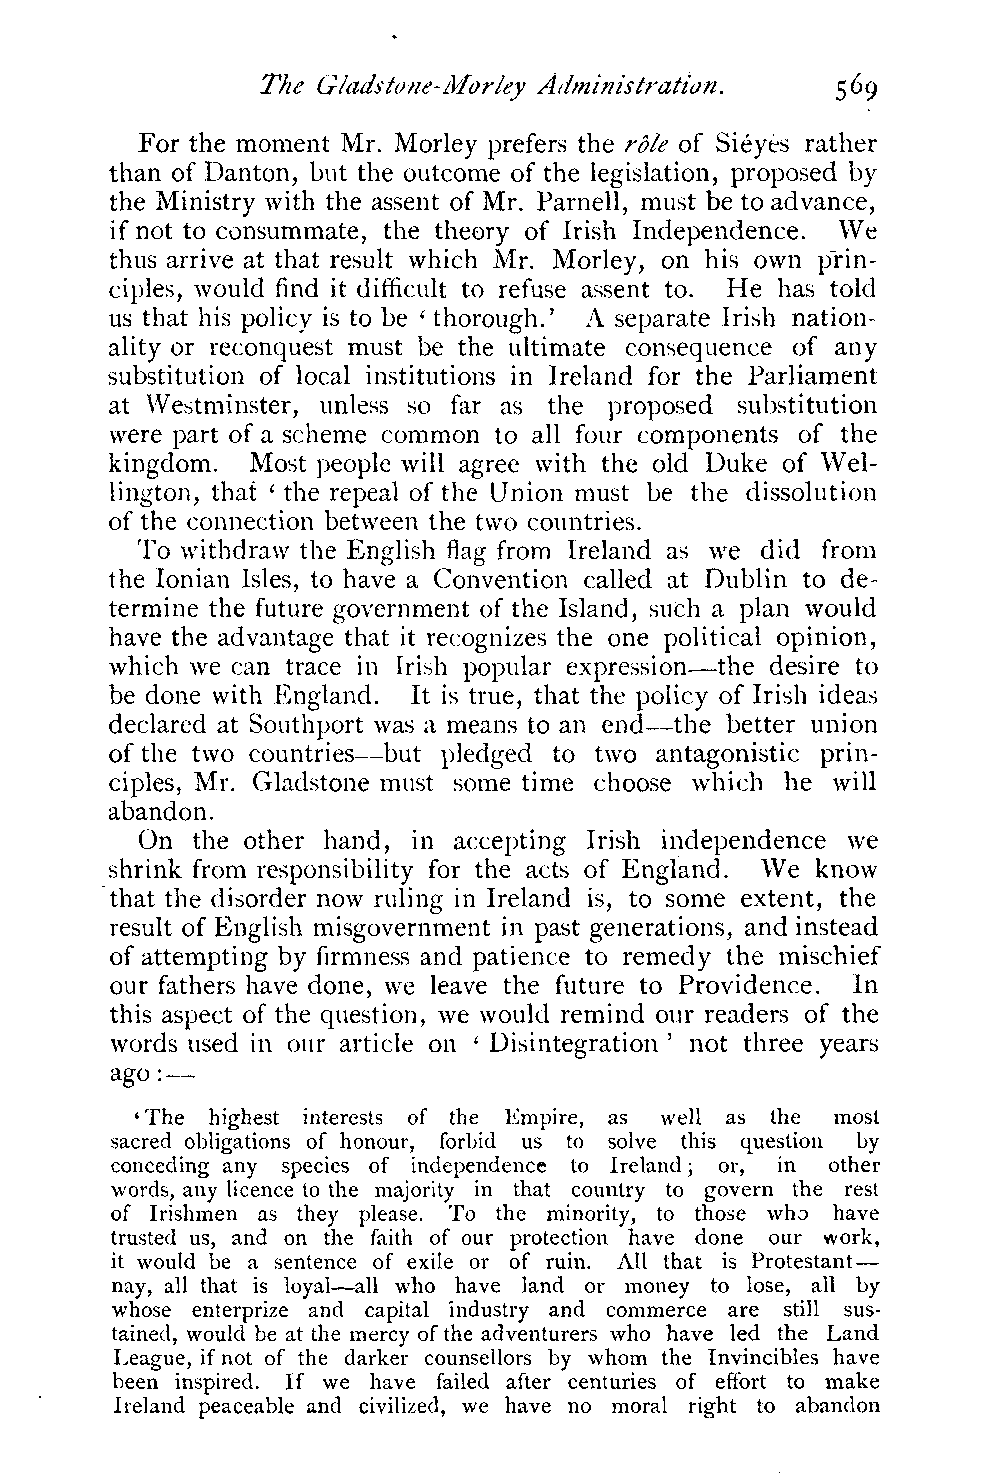 The Gladstone-Morley Administration. 569
For the moment Mr. Morley prefers the rôle of Siéyès rather
than of Danton, but the outcome of the legislation, proposed by
the Ministry with the assent of Mr. Parnell, must be to advance,
if not to consummate, the theory of Irish Independence. We
thus arrive at that result which Mr. Morley, on his own prin-
ciples, would find it difficult to refuse assent to. He has told
us that his policy is to be ‘ thorough.’ A separate Irish nation-
ality or reconquest must be the ultimate consequence of any
substitution of local institutions in Ireland for the Parliament
at Westminster, unless so far as the proposed substitution
were part of a scheme common to all four components of the
kingdom. Most people will agree with the old Duke of Wel-
lington, that ‘ the repeal of the Union must be the dissolution
of the connection between the two countries.
To withdraw the English flag from Ireland as we did from
the Ionian Isles, to have a Convention called at Dublin to de-
termine the future government of the Island, such a plan would
have the advantage that it recognizes the one political opinion,
which we can trace in Irish popular expression—the desire to
be done with England. It is true, that the policy of Irish ideas
declared at Southport was a means to an end—the better union
of the two countries—but pledged to two antagonistic prin-
ciples, Mr. Gladstone must some time choose which he will
abandon.
On the other hand, in accepting Irish independence we
shrink from responsibility for the acts of England. We know
that the disorder now ruling in Ireland is, to some extent, the
result of English misgovernment in past generations, and instead
of attempting by firmness and patience to remedy the mischief
our fathers have done, we leave the future to Providence. In
this aspect of the question, we would remind our readers of the
words used in our article on ‘ Disintegration ’ not three years
ago :—
‘The highest interests of the Empire, as well as the most
sacred obligations of honour, forbid us to solve this question by
conceding any species of independence to Ireland; or, in other
words, any licence to the majority in that country to govern the rest
of Irishmen as they please. To the minority, to those who have
trusted us, and on the faith of our protection have done our work,
it would be a sentence of exile or of ruin. All that is Protestant—
nay, all that is loyal—all who have land or money to lose, all by
whose enterprize and capital industry and commerce are still sus-
tained, would be at the mercy of the adventurers who have led the Land
League, if not of the darker counsellors by whom the Invincibles have
been inspired. If we have failed after centuries of effort to make
Ireland peaceable and civilized, we have no moral right to abandon